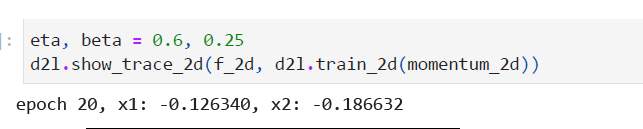 ]:
eta, beta = 0.6, 0.25
d2l.show_trace_2d(f_2d, d2l.train_2d(momentum_2d))
epoch 20, x1: -0.126340, x2: -0.186632